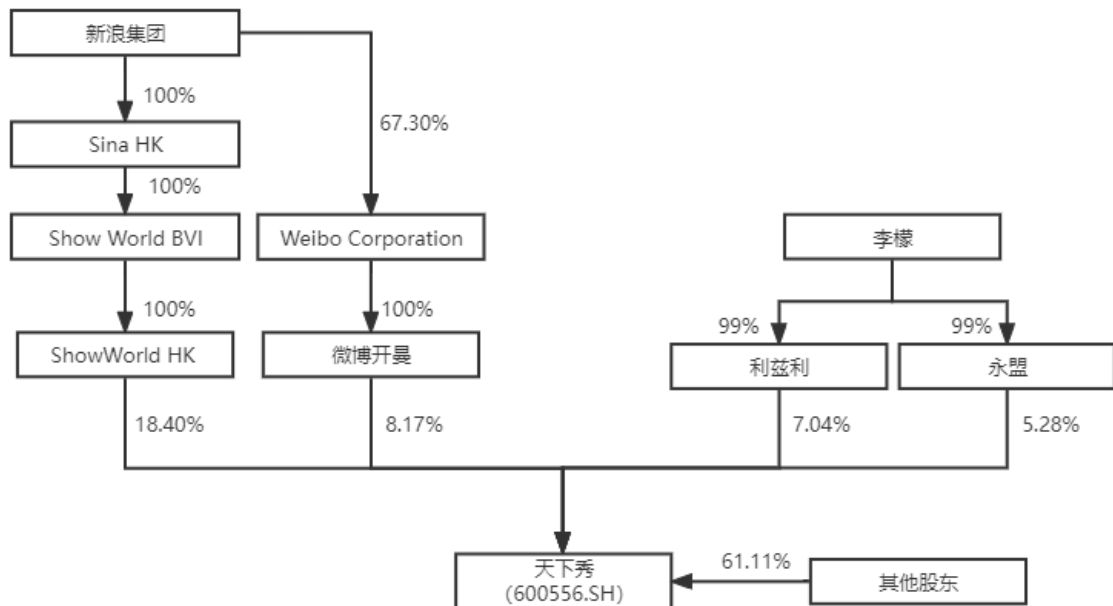 新浪集团
100%
67.30%
Sina HK
100%
Show World BVI
Weibo Corporation
李檬
100%
100%
99%
99%
ShowWorld HK
微博开曼
利兹利
永盟
18.40%
8.17%
7.04%
5.28%
天下秀
(600556.SH)
61.11%
其他股东